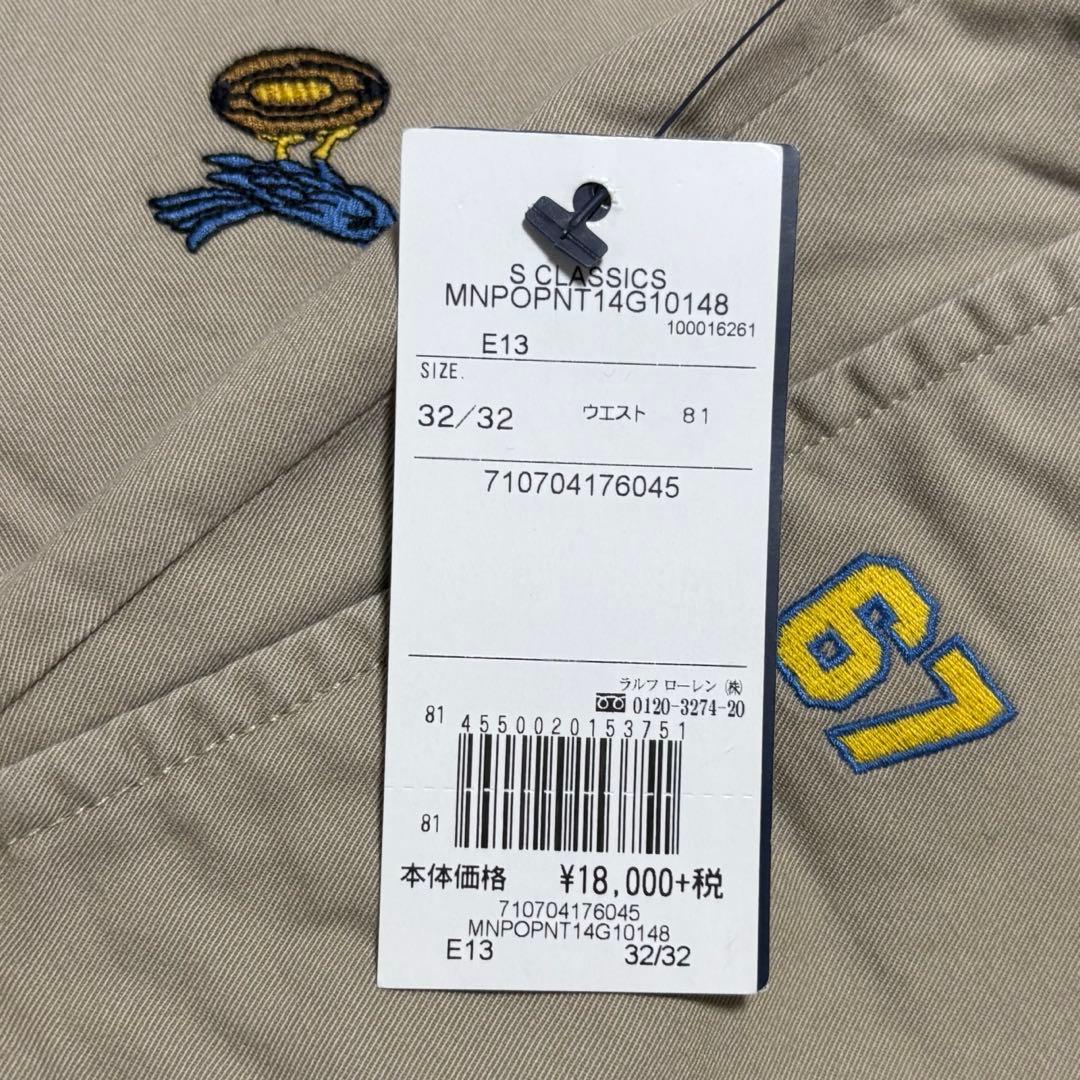 S CLASSICS
MNPOPNT14G10148
100016261
E13
SIZE.
32/32 ウエスト 81
710704176045
67
ラルフ ローレン ㈱
0120-3274-20
81 4550020153751
81
本体価格 ¥18,000+税
710704176045
MNPOPNT14G10148
E13 32/32